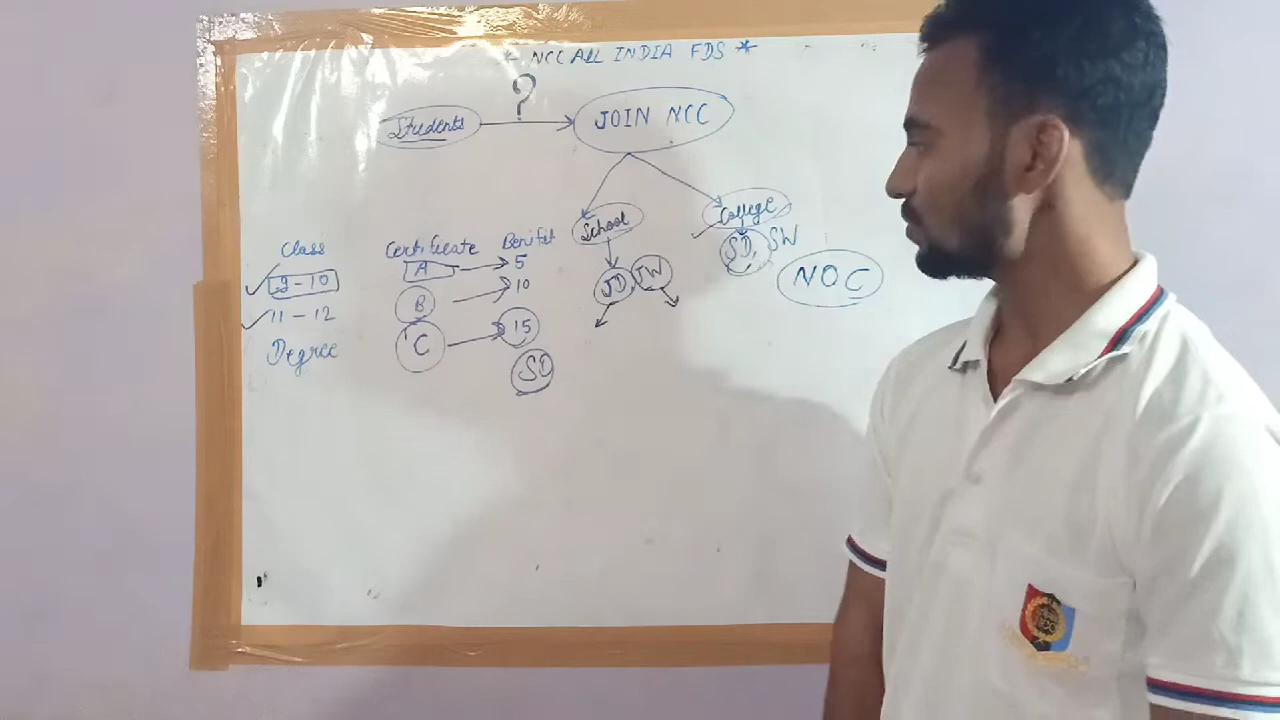 * NCC ALL INDIA FDS *
?
Students
JOIN NCC
School
College
SD, SW
JD JW
NOC
Class Certificate Benifet
9-10 A 5
11-12 B 10
Degree C 15
SD